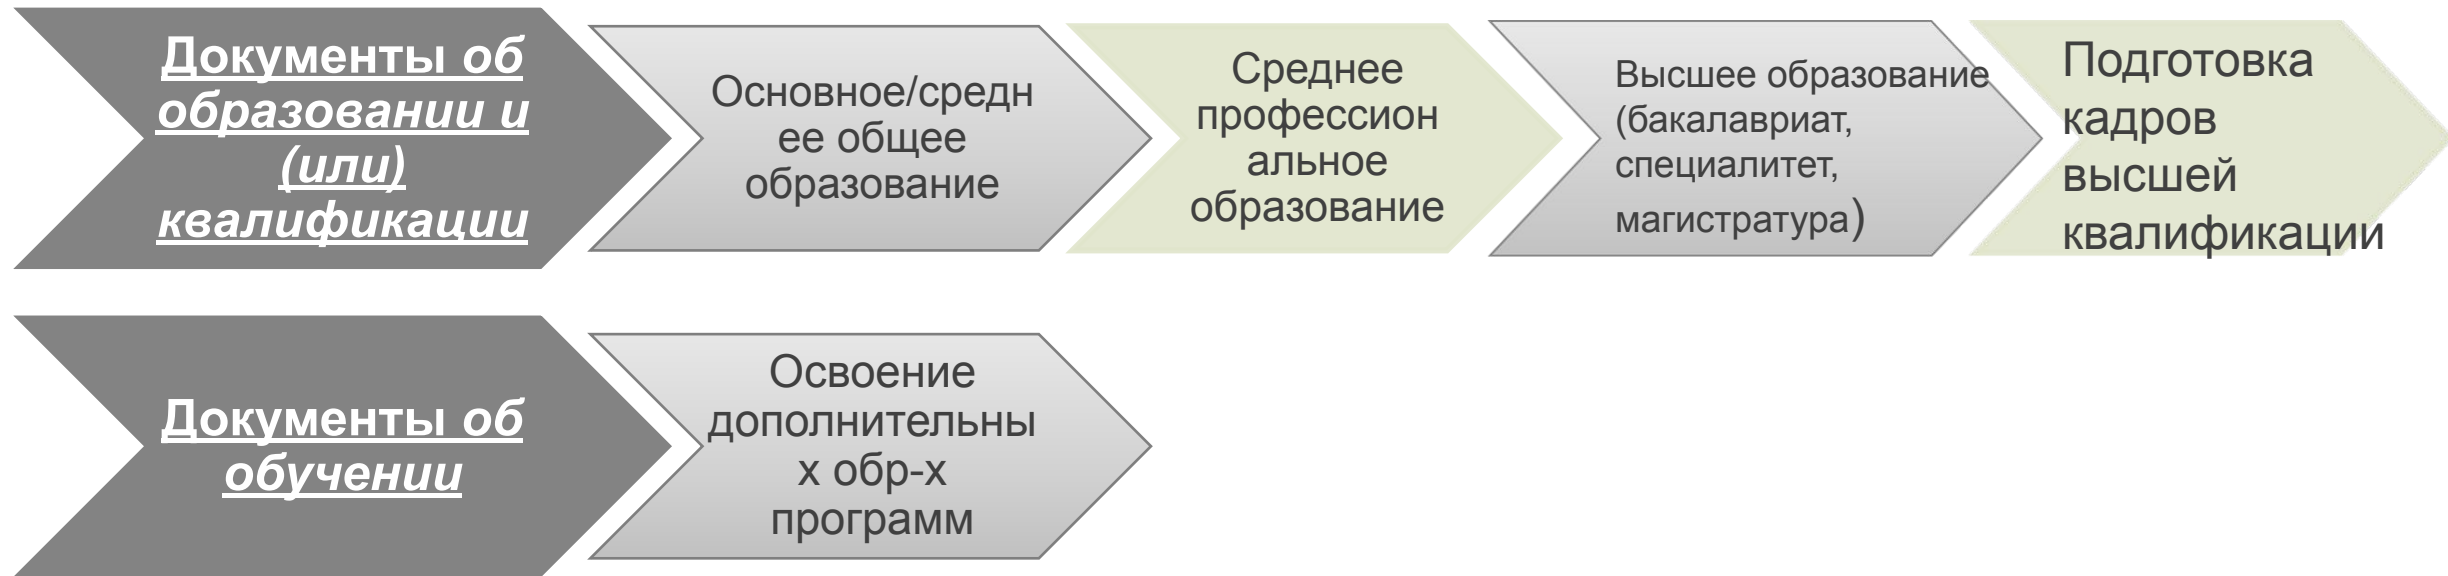 Документы об
образовании и
(или)
квалификации
Основное/средн
ее общее
образование
Среднее
профессион
альное
образование
Высшее образование
(бакалавриат,
специалитет,
магистратура)
Подготовка
кадров
высшей
квалификации
Документы об
обучении
Освоение
дополнительны
х обр-х
программ